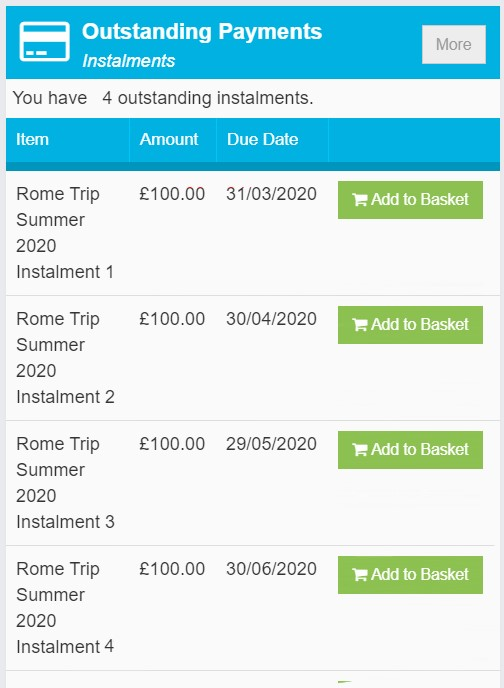 Outstanding Payments
Instalments
More
You have 4 outstanding instalments.
Item Amount Due Date
Rome Trip £100.00 31/03/2020 Add to Basket
Summer
2020
Instalment 1
Rome Trip £100.00 30/04/2020 Add to Basket
Summer
2020
Instalment 2
Rome Trip £100.00 29/05/2020 Add to Basket
Summer
2020
Instalment 3
Rome Trip £100.00 30/06/2020 Add to Basket
Summer
2020
Instalment 4